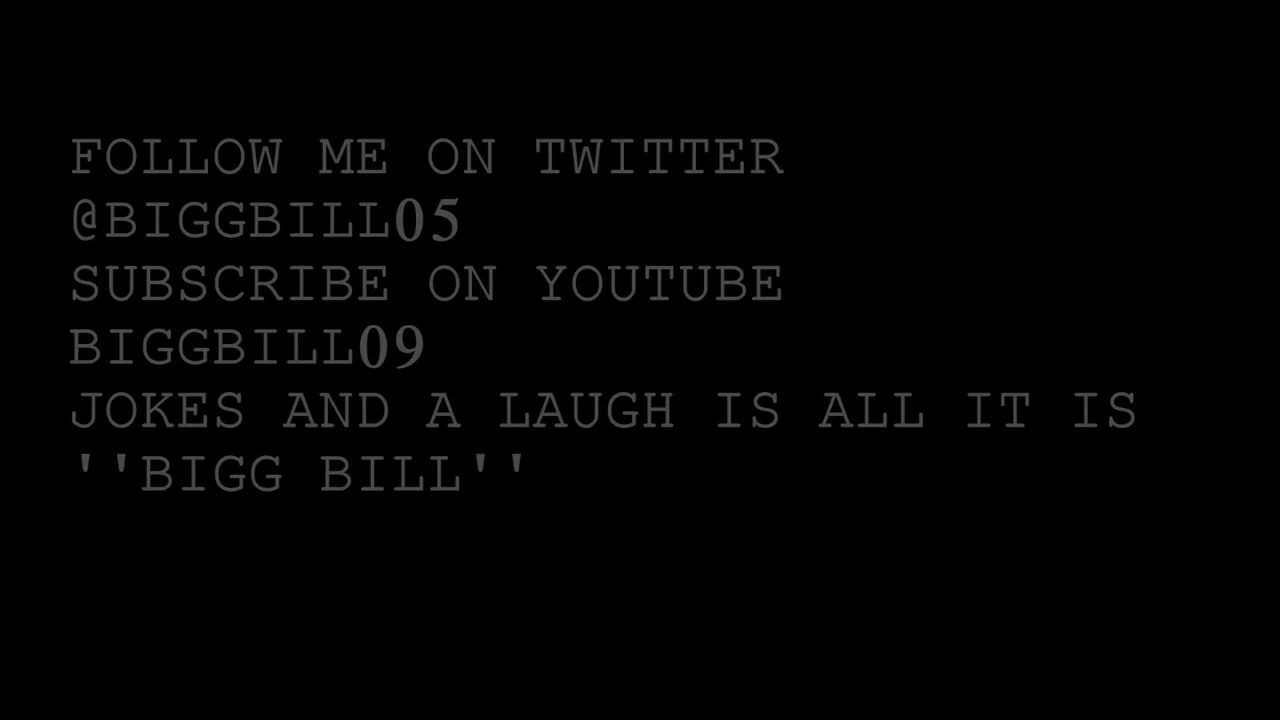 FOLLOW ME ON TWITTER
@BIGGBILL05
SUBSCRIBE ON YOUTUBE
BIGGBILL09
JOKES AND A LAUGH IS ALL IT IS
''BIGG BILL''